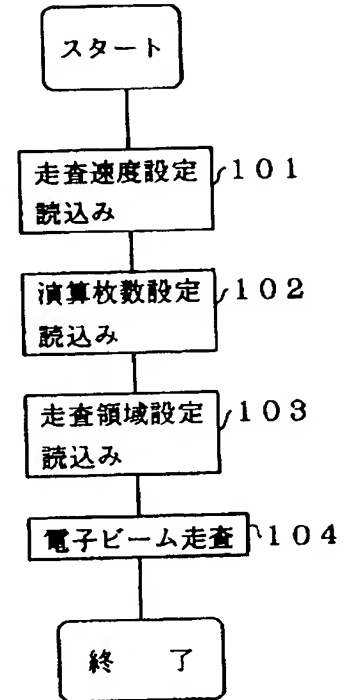 スタート
走査速度設定 101
読込み
演算枚数設定 102
読込み
走査領域設定 103
読込み
電子ビーム走査 104
終 了